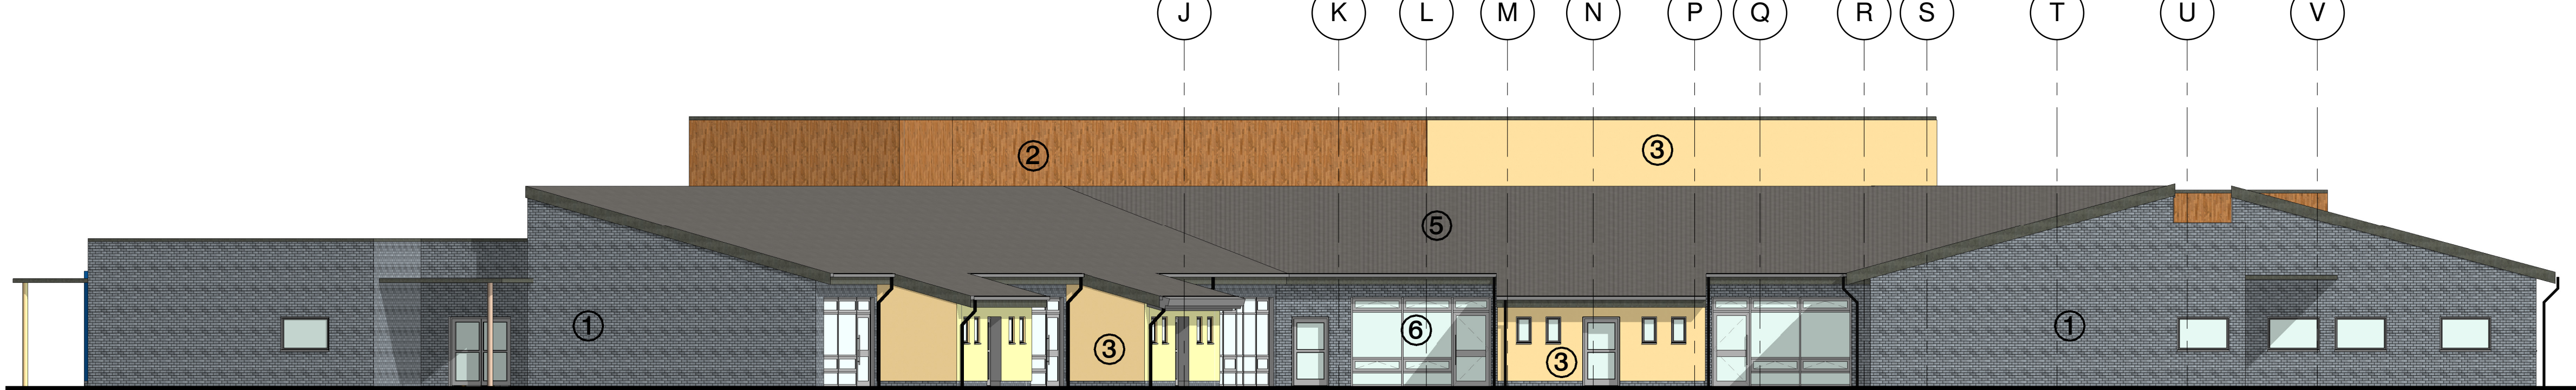 J K L M N P Q R S T U V
② ③
⑤
① ③ ⑥ ③ ①